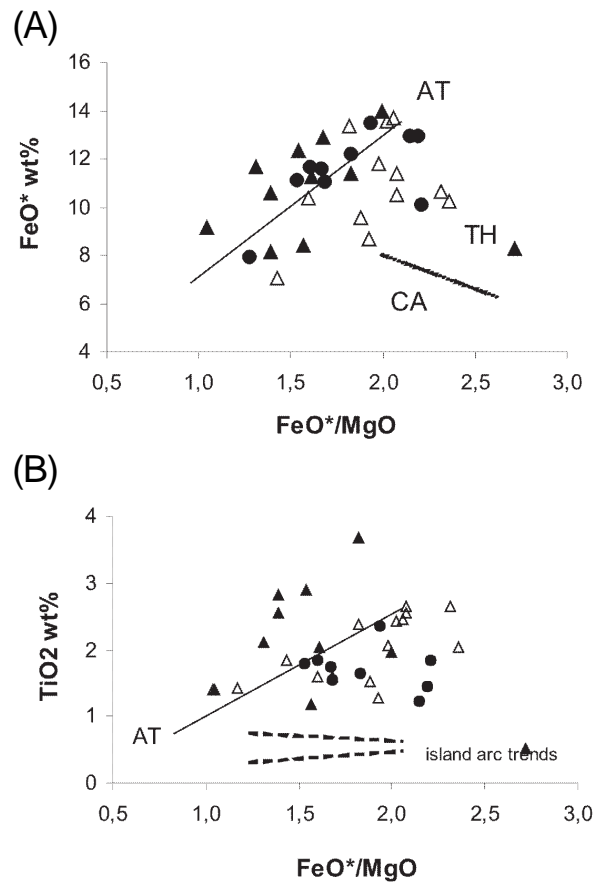 (A)
16
14
12
10
8
6
4
FeO* wt%
AT
TH
CA
0,5 1,0 1,5 2,0 2,5 3,0
FeO*/MgO
(B)
4
3
2
1
0
TiO2 wt%
AT
island arc trends
0,5 1,0 1,5 2,0 2,5 3,0
FeO*/MgO